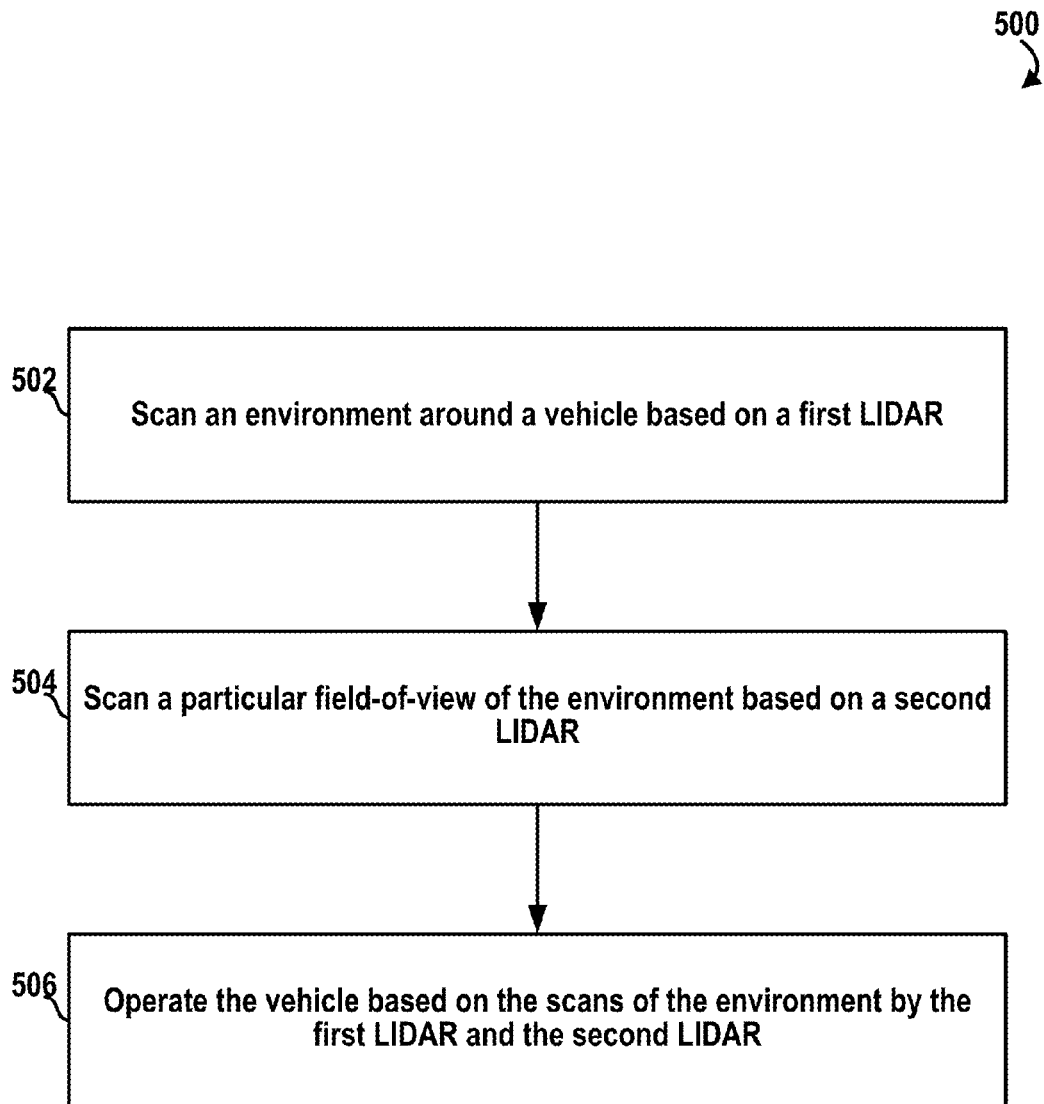 500
502
Scan an environment around a vehicle based on a first LIDAR
504
Scan a particular field-of-view of the environment based on a second
LIDAR
506
Operate the vehicle based on the scans of the environment by the
first LIDAR and the second LIDAR